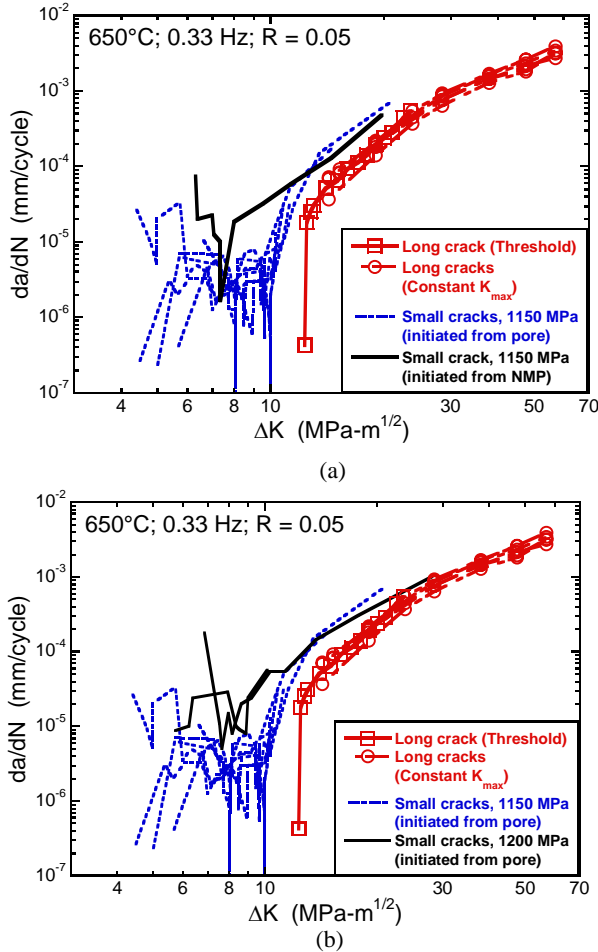 650°C; 0.33 Hz; R = 0.05
10-2
10-3
10-4
10-5
10-6
10-7
da/dN (mm/cycle)
Long crack (Threshold)
Long cracks
(Constant Kmax)
Small cracks, 1150 MPa
(initiated from pore)
Small crack, 1150 MPa
(initiated from NMP)
4 6 8 10 30 50 70
ΔK (MPa-m1/2)
(a)
650°C; 0.33 Hz; R = 0.05
10-2
10-3
10-4
10-5
10-6
10-7
da/dN (mm/cycle)
Long crack (Threshold)
Long cracks
(Constant Kmax)
Small cracks, 1150 MPa
(initiated from pore)
Small cracks, 1200 MPa
(initiated from pore)
4 6 8 10 30 50 70
ΔK (MPa-m1/2)
(b)